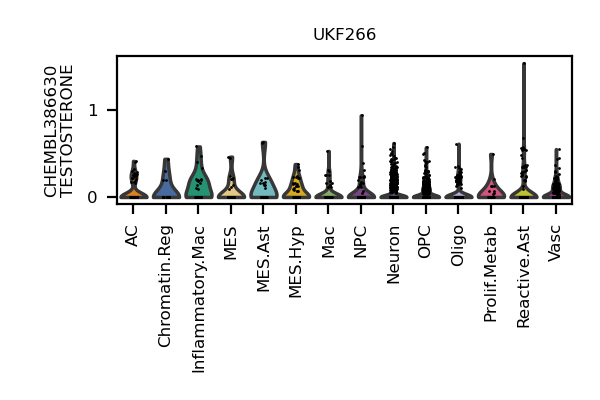 UKF266
CHEMBL386630
TESTOSTERONE
1
0
AC
Chromatin.Reg
Inflammatory.Mac
MES
MES.Ast
MES.Hyp
Mac
NPC
Neuron
OPC
Oligo
Prolif.Metab
Reactive.Ast
Vasc